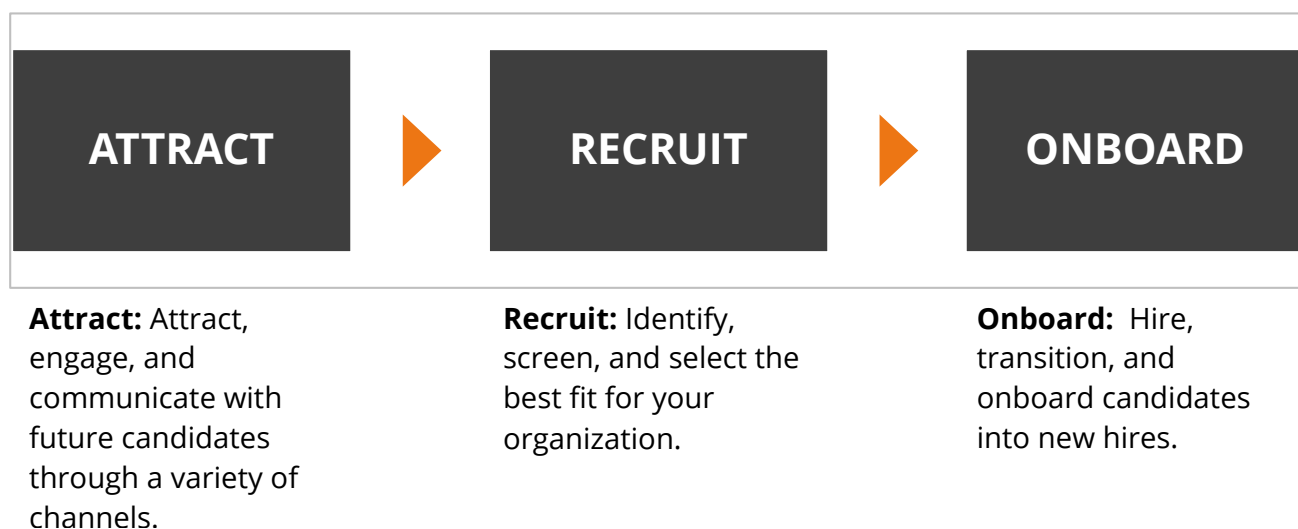 ATTRACT
RECRUIT
ONBOARD
Attract: Attract,
engage, and
communicate with
future candidates
through a variety of
channels.
Recruit: Identify,
screen, and select the
best fit for your
organization.
Onboard:  Hire,
transition, and
onboard candidates
into new hires.